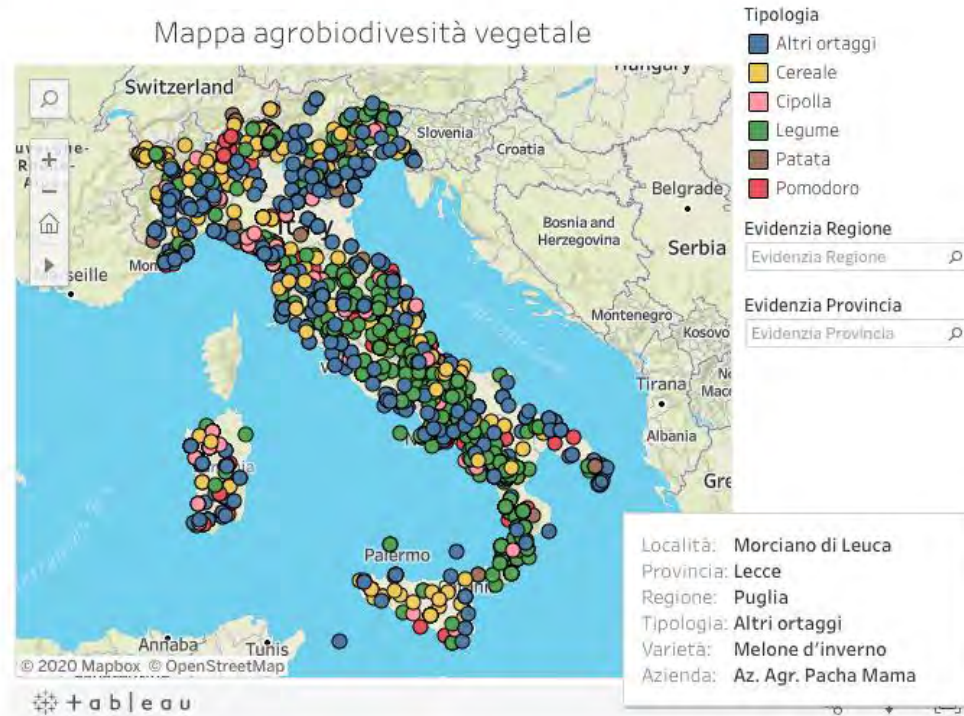 Mappa agrobiodivesità vegetale
Tipologia
Altri ortaggi
Cereale
Cipolla
Legume
Patata
Pomodoro
Evidenzia Regione
Evidenzia Regione
Evidenzia Provincia
Evidenzia Provincia
Switzerland
Slovenia
Croatia
Belgrade
Bosnia and
Herzegovina
Serbia
Montenegro
Kosovo
Tirana
Albania
Palermo
Annaba
Tunis
© 2020 Mapbox © OpenStreetMap
Località: Morciano di Leuca
Provincia: Lecce
Regione: Puglia
Tipologia: Altri ortaggi
Varietà: Melone d'inverno
Azienda: Az. Agr. Pacha Mama
+ableau